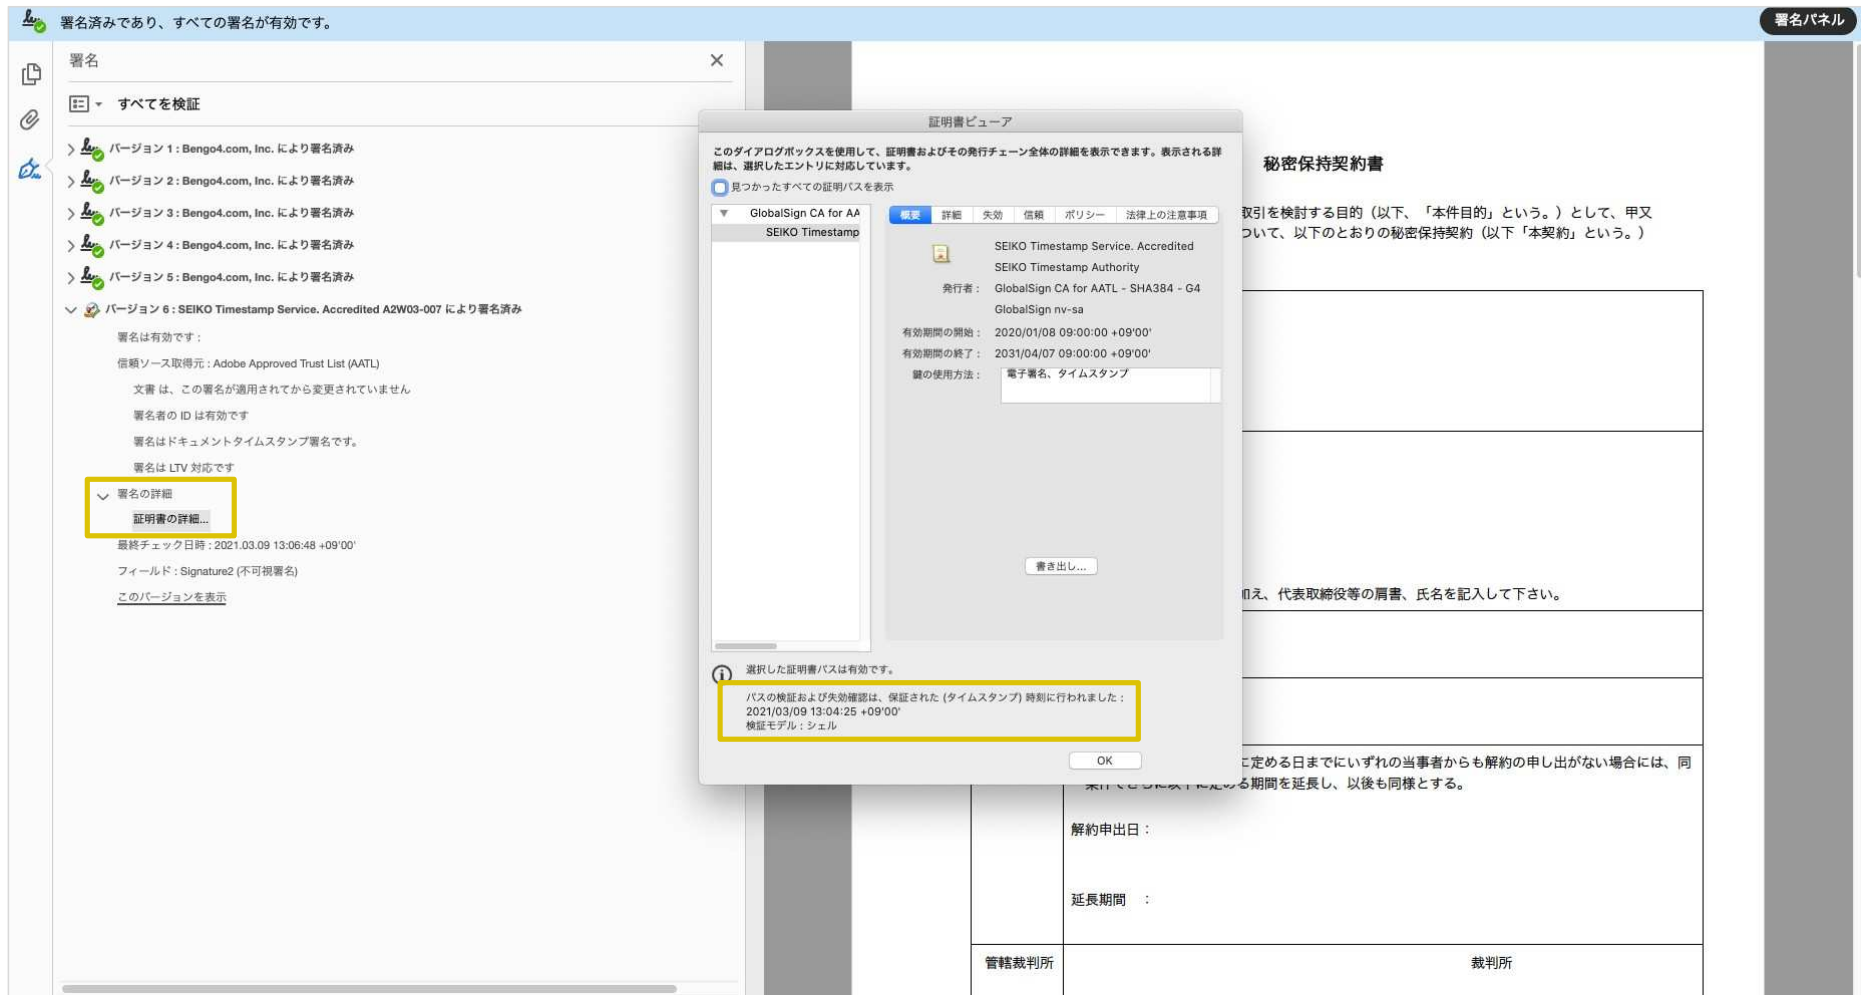 署名済みであり、すべての署名が有効です。
署名パネル
署名
すべてを検証
バージョン 1 : Bengo4.com, Inc. により署名済み
バージョン 2 : Bengo4.com, Inc. により署名済み
バージョン 3 : Bengo4.com, Inc. により署名済み
バージョン 4 : Bengo4.com, Inc. により署名済み
バージョン 5 : Bengo4.com, Inc. により署名済み
バージョン 6 : SEIKO Timestamp Service. Accredited A2W03-007 により署名済み
署名は有効です :
信頼ソース取得元 : Adobe Approved Trust List (AATL)
文書 は、この署名が適用されてから変更されていません
署名者の ID は有効です
署名はドキュメントタイムスタンプ署名です。
署名は LTV 対応です
署名の詳細
証明書の詳細...
最終チェック日時 : 2021.03.09 13:06:48 +09'00'
フィールド : Signature2 (不可視署名)
このバージョンを表示
証明書ビューア
このダイアログボックスを使用して、証明書およびその発行チェーン全体の詳細を表示できます。表示される詳
細は、選択したエントリに対応しています。
見つかったすべての証明パスを表示
GlobalSign CA for AA
SEIKO Timestamp
概要 詳細 失効 信頼 ポリシー 法律上の注意事項
SEIKO Timestamp Service. Accredited
SEIKO Timestamp Authority
発行者 : GlobalSign CA for AATL - SHA384 - G4
GlobalSign nv-sa
有効期間の開始 : 2020/01/08 09:00:00 +09'00'
有効期間の終了 : 2031/04/07 09:00:00 +09'00'
鍵の使用方法 : 電子署名、タイムスタンプ
書き出し...
選択した証明書パスは有効です。
パスの検証および失効確認は、保証された (タイムスタンプ) 時刻に行われました :
2021/03/09 13:04:25 +09'00'
検証モデル : シェル
OK
秘密保持契約書
取引を検討する目的（以下、「本件目的」という。）として、甲又
ついて、以下のとおりの秘密保持契約（以下「本契約」という。）
加え、代表取締役等の肩書、氏名を記入して下さい。
に定める日までにいずれの当事者からも解約の申し出がない場合には、同
る期間を延長し、以後も同様とする。
解約申出日：
延長期間 ：
管轄裁判所 裁判所